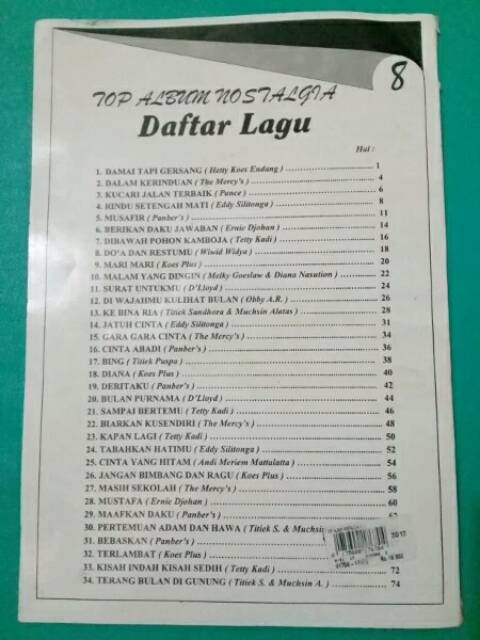 8
TOP ALBUM NOSTALGIA
Daftar Lagu
Hal :
1. DAMAI TAPI GERSANG ( Hetty Koes Endang ) 1
2. DALAM KERINDUAN ( The Mercy's ) 4
3. KUCARI JALAN TERBAIK ( Pance ) 6
4. RINDU SETENGAH MATI ( Eddy Silitonga ) 8
5. MUSAFIR ( Panber's ) 11
6. BERIKAN DAKU JAWABAN ( Ernie Djohan ) 14
7. DIBAWAH POHON KAMBOJA ( Tetty Kadi ) 16
8. DO'A DAN RESTUMU ( Wiwid Widya ) 18
9. MARI MARI ( Koes Plus ) 20
10. MALAM YANG DINGIN ( Melky Goeslaw & Diana Nasution ) 22
11. SURAT UNTUKMU ( D'Lloyd ) 24
12. DI WAJAHMU KULIHAT BULAN ( Obby A.R. ) 26
13. KE BINA RIA ( Titiek Sandhora & Muchsin Alatas ) 28
14. JATUH CINTA ( Eddy Silitonga ) 31
15. GARA GARA CINTA ( The Mercy's ) 34
16. CINTA ABADI ( Panber's ) 36
17. BING ( Titiek Puspa ) 38
18. DIANA ( Koes Plus ) 40
19. DERITAKU ( Panber's ) 42
20. BULAN PURNAMA ( D'Lloyd ) 44
21. SAMPAI BERTEMU ( Tetty Kadi ) 46
22. BIARKAN KUSENDIRI ( The Mercy's ) 48
23. KAPAN LAGI ( Tetty Kadi ) 50
24. TABAHKAN HATIMU ( Eddy Silitonga ) 52
25. CINTA YANG HITAM ( Andi Meriem Mattalatta ) 54
26. JANGAN BIMBANG DAN RAGU ( Koes Plus ) 56
27. MASIH SEKOLAH ( The Mercy's ) 58
28. MUSTAFA ( Ernie Djohan ) 60
29. MAAFKAN DAKU ( Panber's ) 62
30. PERTEMUAN ADAM DAN HAWA ( Titiek S. & Muchsin
31. BEBASKAN ( Panber's )
32. TERLAMBAT ( Koes Plus )
33. KISAH INDAH KISAH SEDIH ( Tetty Kadi ) 72
34. TERANG BULAN DI GUNUNG ( Titiek S. & Muchsin A. ) 74